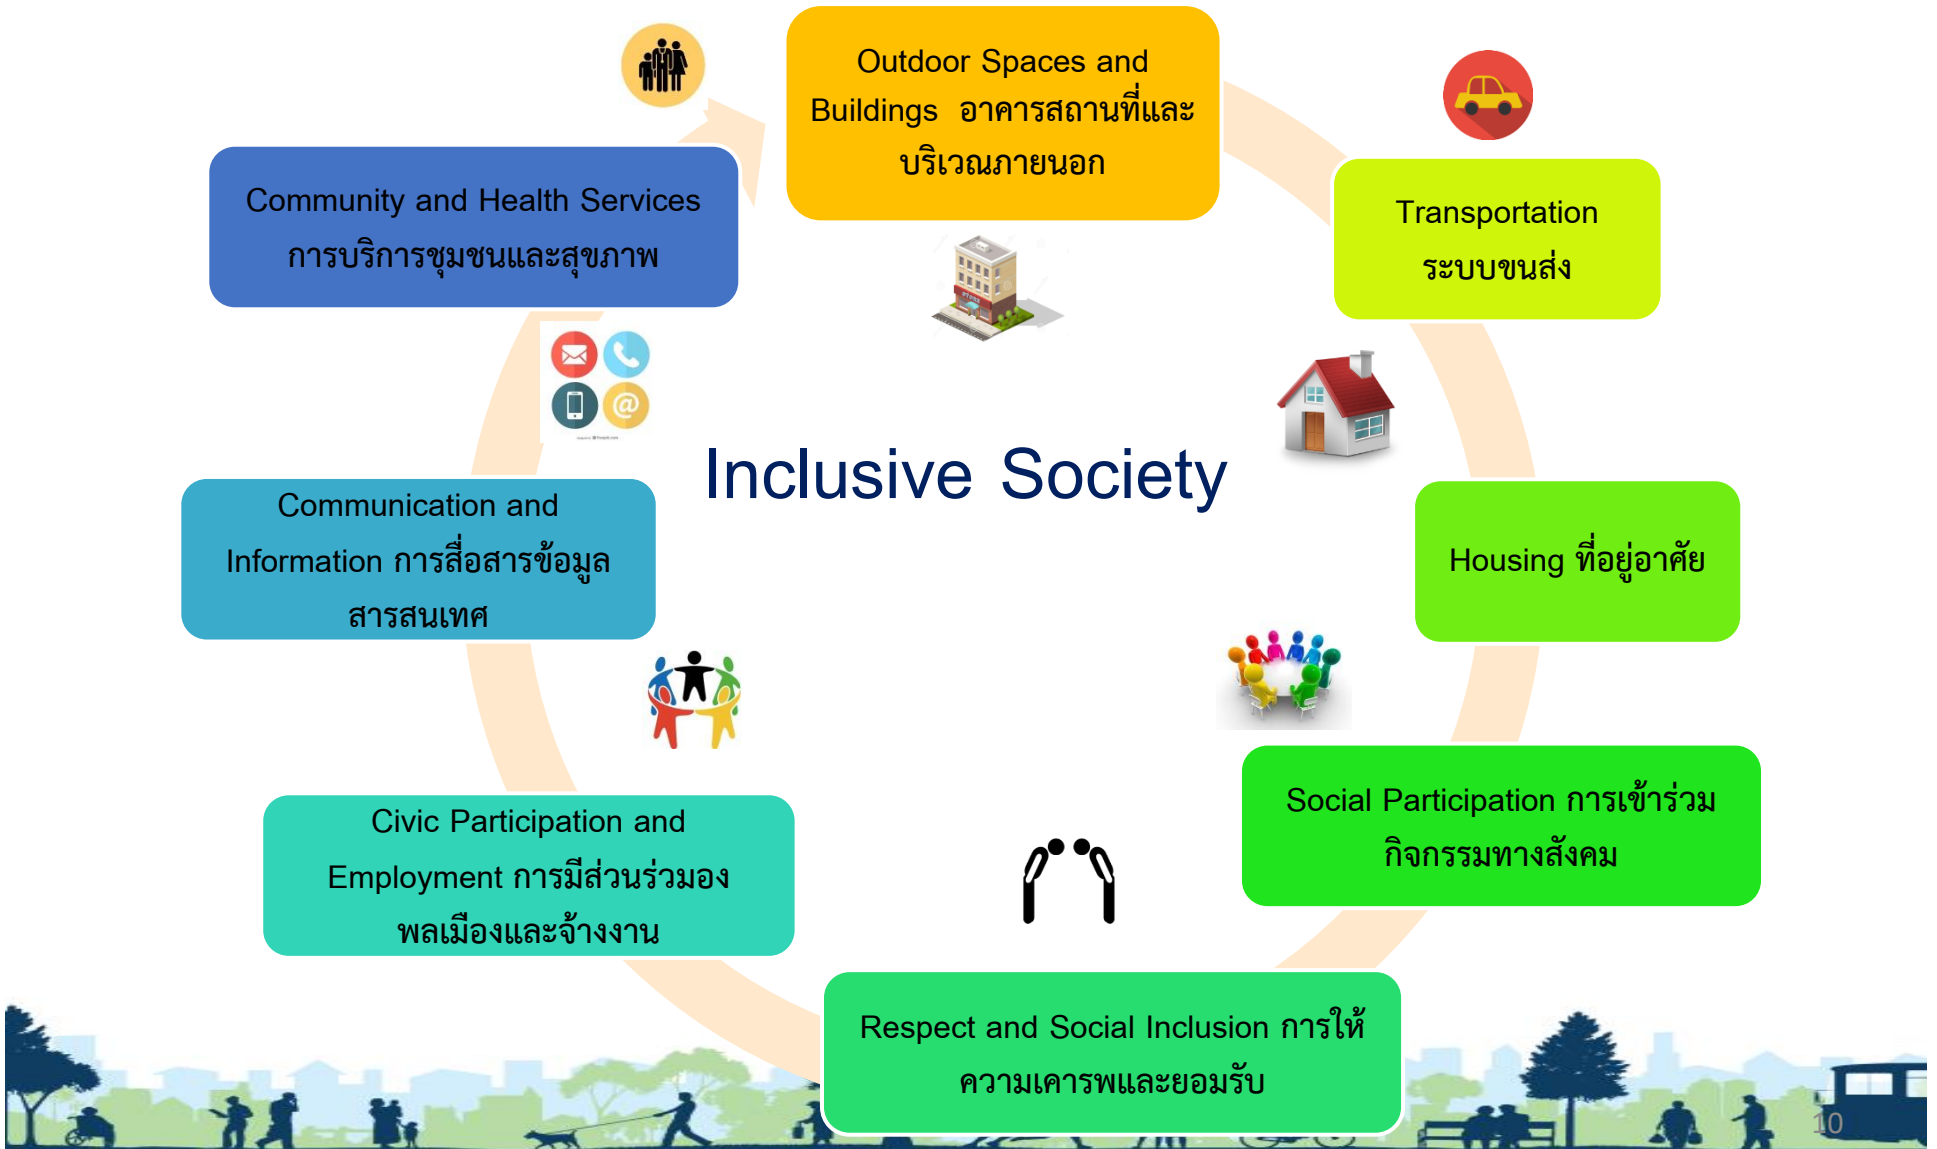 Outdoor Spaces and
Buildings อาคารสถานที่และ
บริเวณภายนอก
Transportation
ระบบขนส่ง
Housing ที่อยู่อาศัย
Social Participation การเข้าร่วม
กิจกรรมทางสังคม
Respect and Social Inclusion การให้
ความเคารพและยอมรับ
Civic Participation and
Employment การมีส่วนร่วมอง
พลเมืองและจ้างงาน
Communication and
Information การสื่อสารข้อมูล
สารสนเทศ
Community and Health Services
การบริการชุมชนและสุขภาพ
Inclusive Society
10